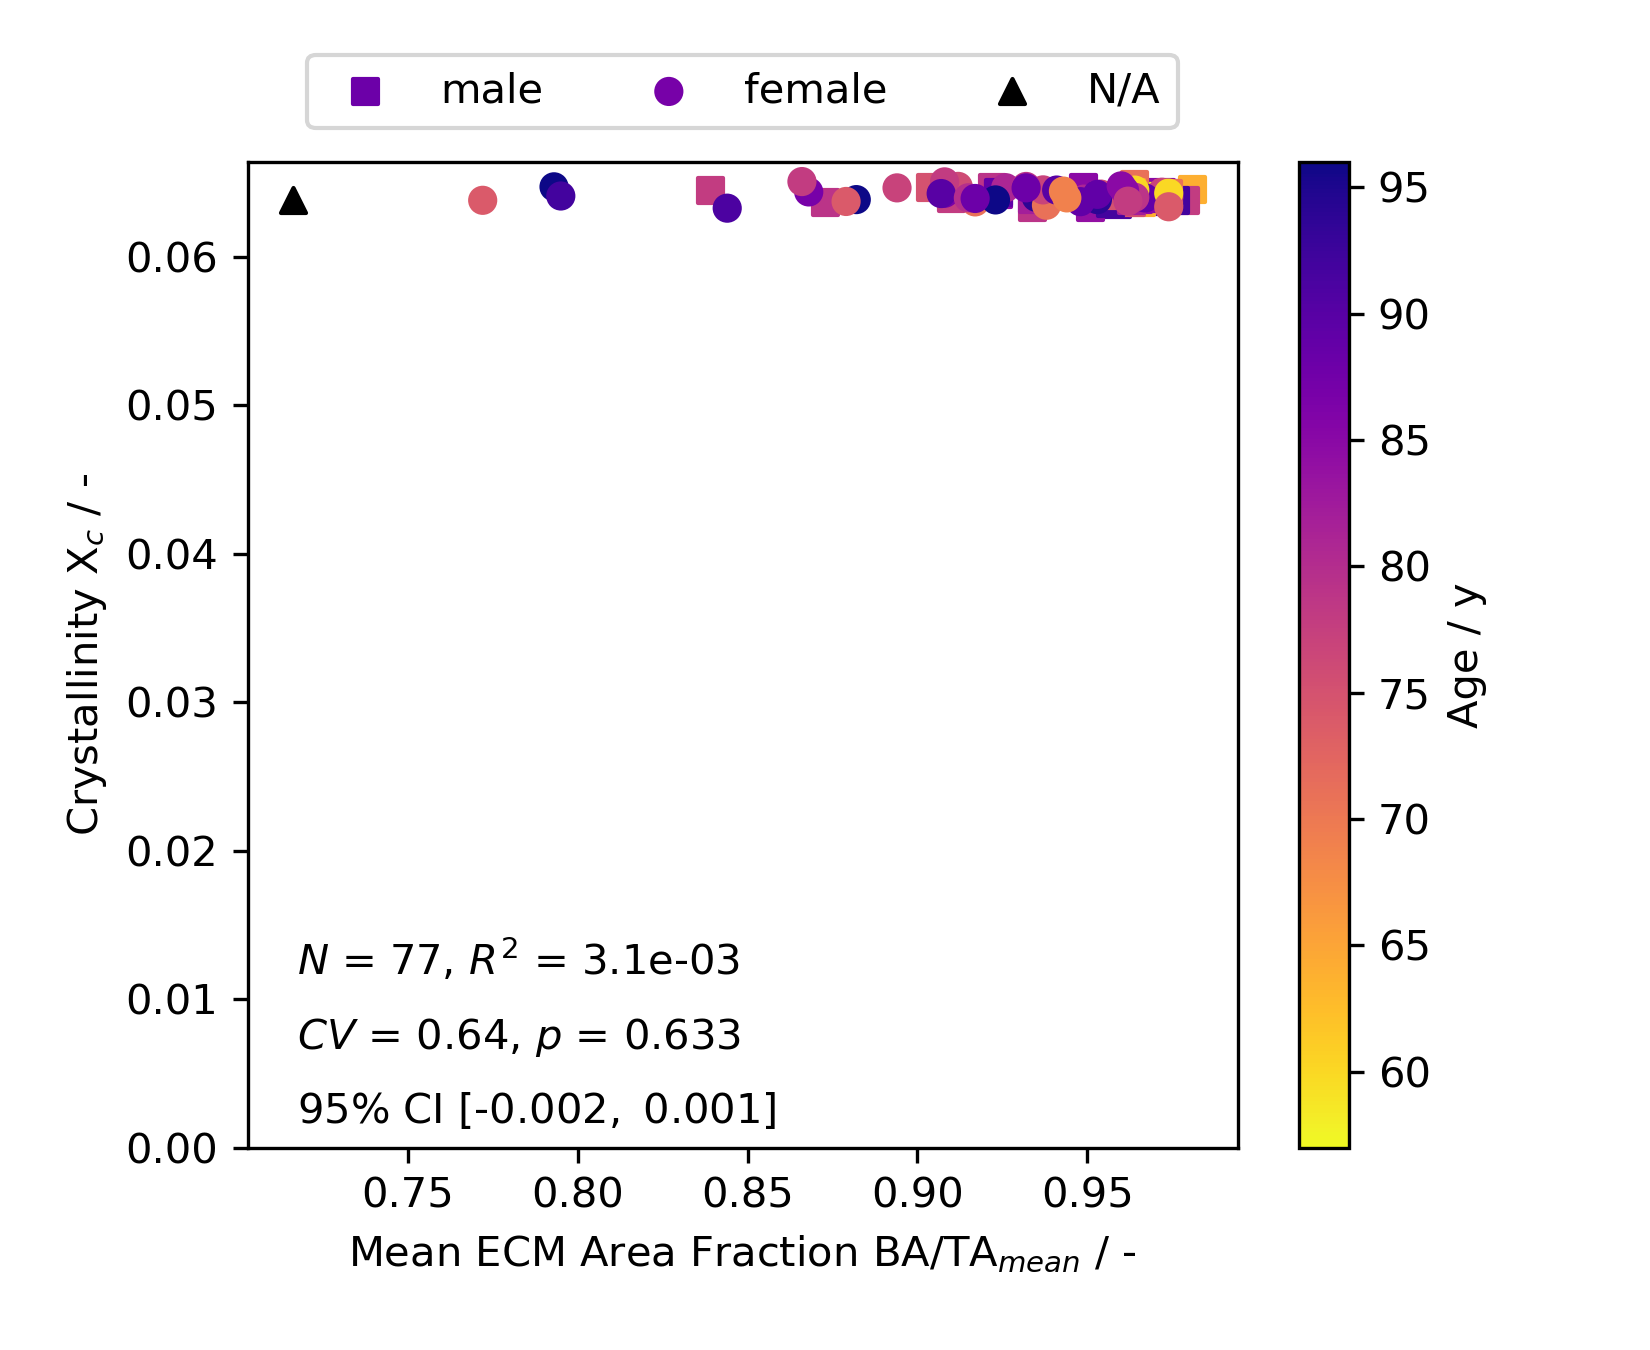 male female N/A
0.06
0.05
0.04
0.03
0.02
0.01
0.00
Crystallinity X_c / -
N = 77, R² = 3.1e-03
CV = 0.64, p = 0.633
95% CI [-0.002, 0.001]
0.75 0.80 0.85 0.90 0.95
Mean ECM Area Fraction BA/TA_mean / -
95
90
85
80
75
70
65
60
Age / y